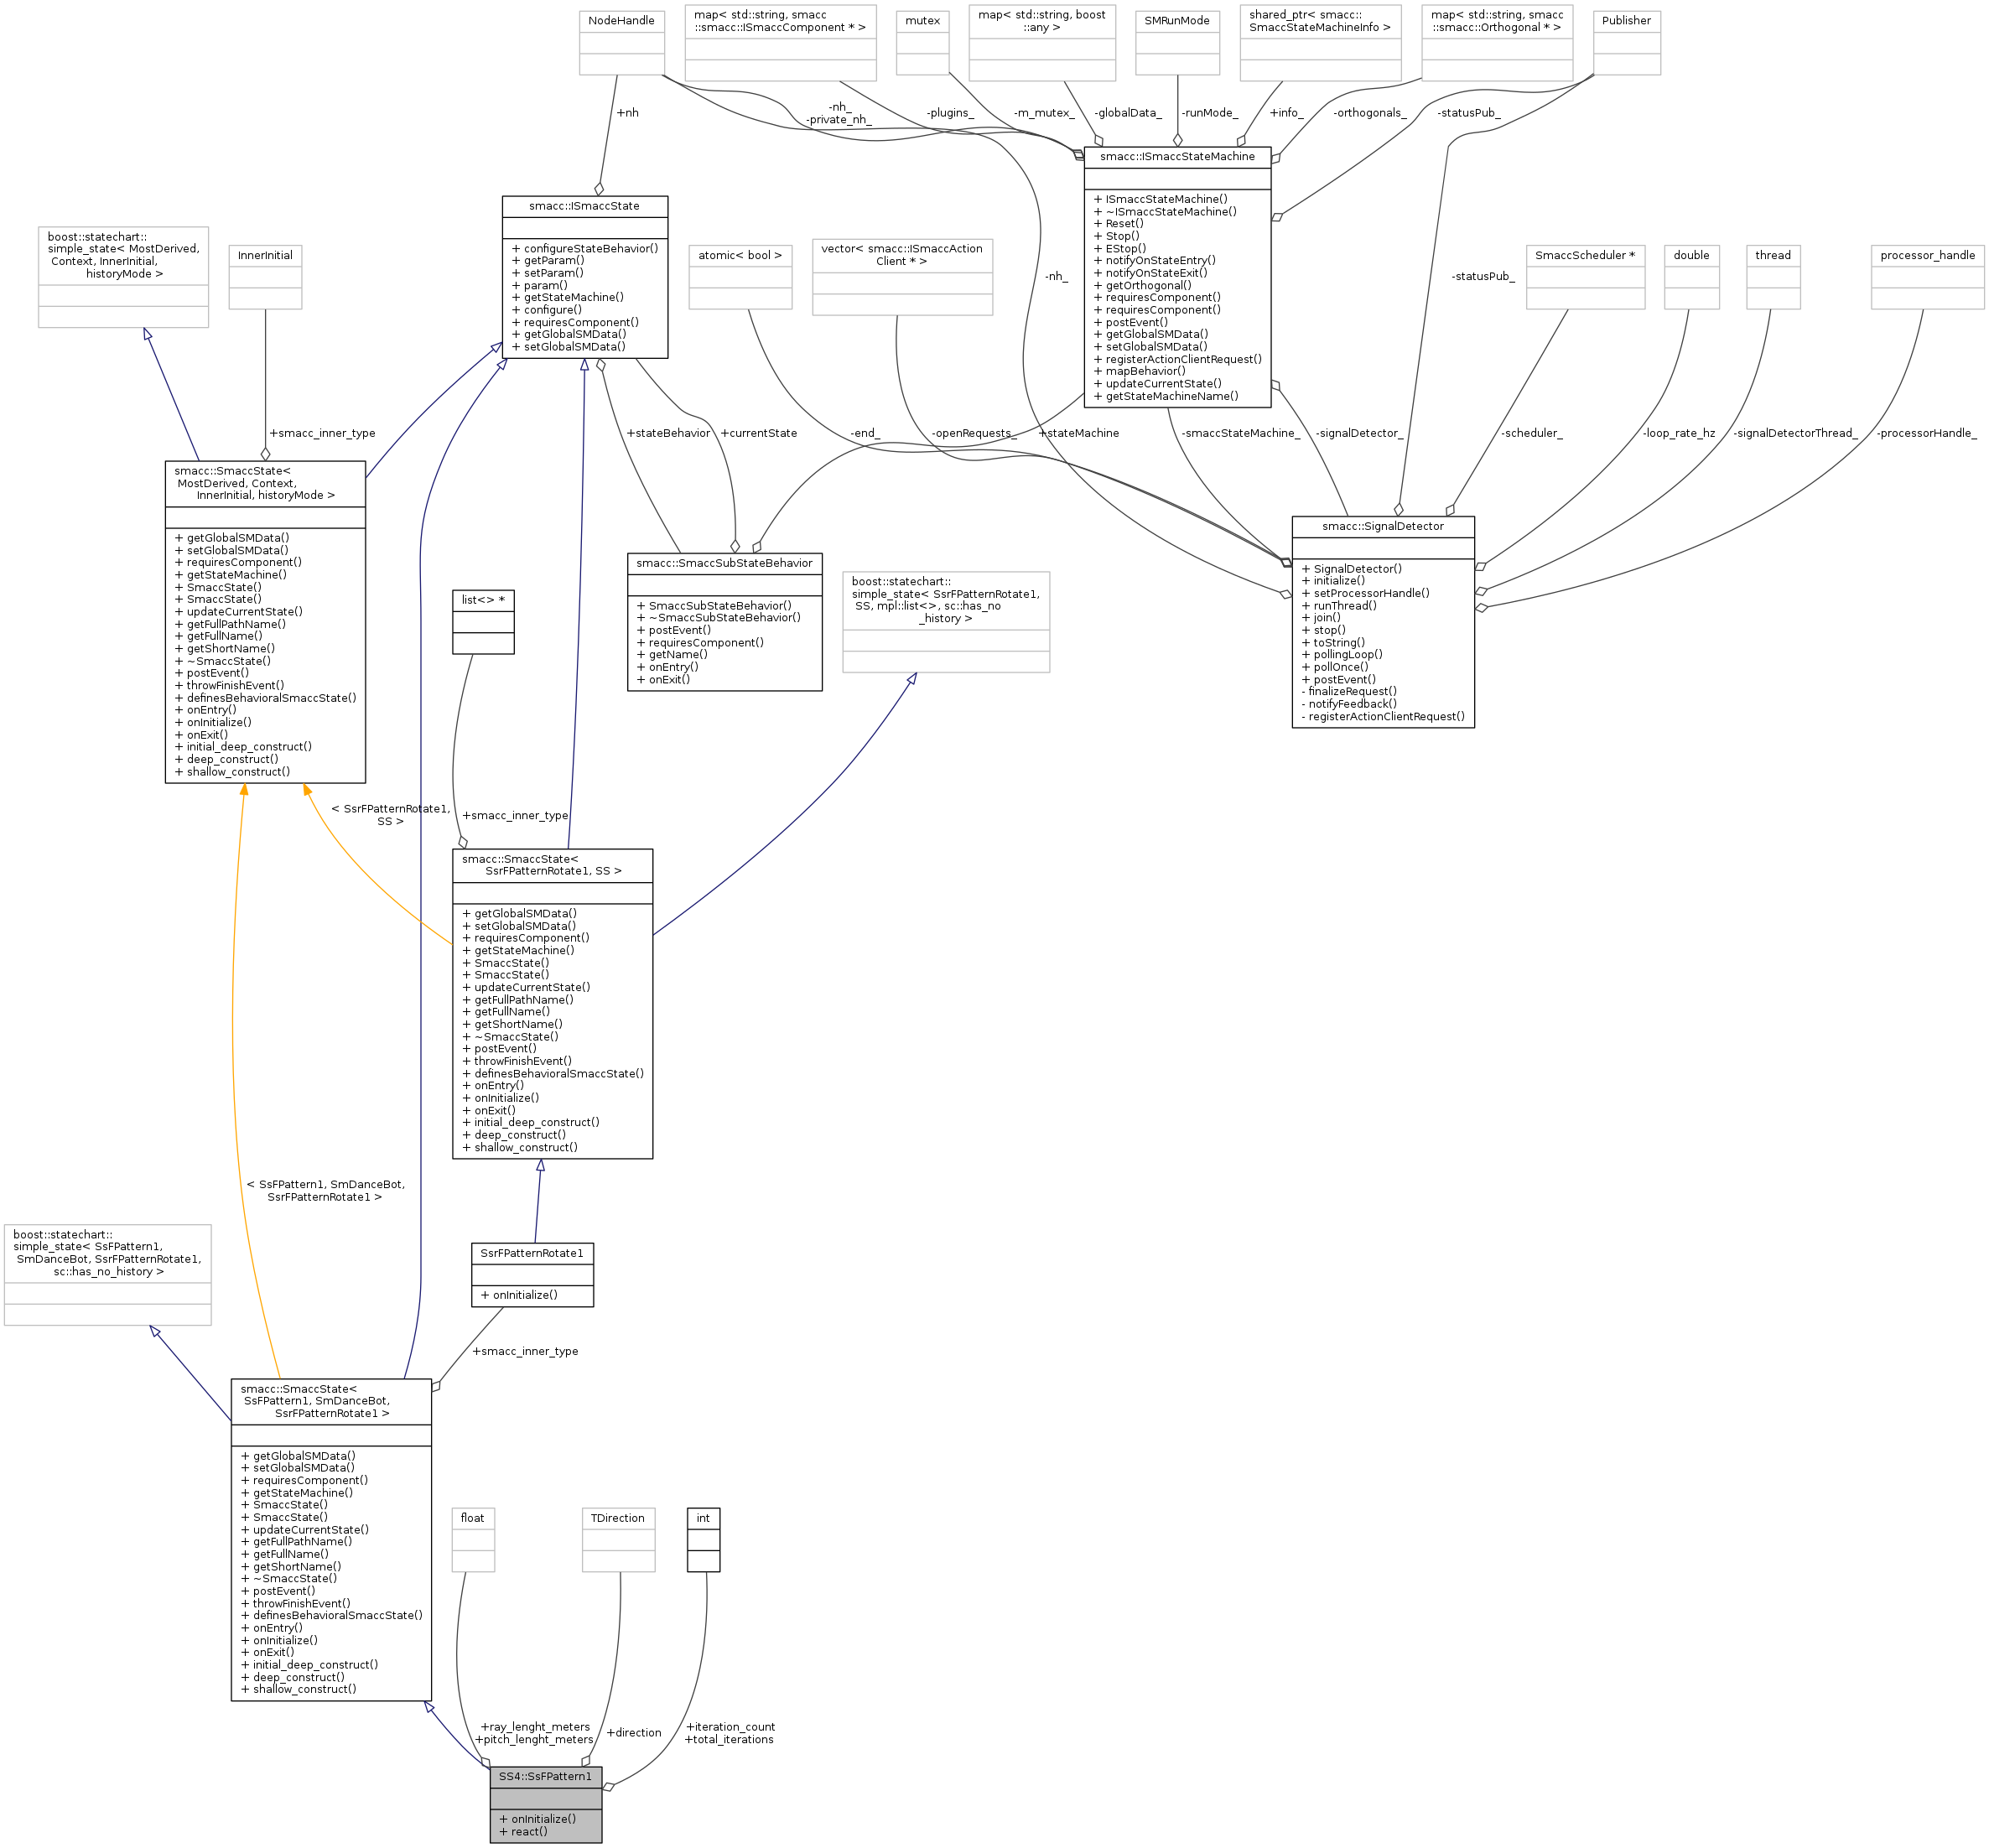 NodeHandle
map< std::string, smacc
::smacc::ISmaccComponent * >
mutex
map< std::string, boost
::any >
SMRunMode
shared_ptr< smacc::
SmaccStateMachineInfo >
map< std::string, smacc
::smacc::Orthogonal * >
Publisher
+nh
-nh_
-private_nh_
-plugins_
-m_mutex_
-globalData_
-runMode_
+info_
-orthogonals_
-statusPub_
smacc::ISmaccStateMachine
+ ISmaccStateMachine()
+ ~ISmaccStateMachine()
+ Reset()
+ Stop()
+ EStop()
+ notifyOnStateEntry()
+ notifyOnStateExit()
+ getOrthogonal()
+ requiresComponent()
+ requiresComponent()
+ postEvent()
+ getGlobalSMData()
+ setGlobalSMData()
+ registerActionClientRequest()
+ mapBehavior()
+ updateCurrentState()
+ getStateMachineName()
smacc::ISmaccState
+ configureStateBehavior()
+ getParam()
+ setParam()
+ param()
+ getStateMachine()
+ configure()
+ requiresComponent()
+ getGlobalSMData()
+ setGlobalSMData()
boost::statechart::
simple_state< MostDerived,
Context, InnerInitial,
historyMode >
InnerInitial
atomic< bool >
vector< smacc::ISmaccAction
Client * >
-nh_
-statusPub_
SmaccScheduler *
double
thread
processor_handle
+smacc_inner_type
+stateBehavior
+currentState
-end_
-openRequests_
+stateMachine
-smaccStateMachine_
-signalDetector_
-scheduler_
-loop_rate_hz
-signalDetectorThread_
-processorHandle_
smacc::SmaccState<
MostDerived, Context,
InnerInitial, historyMode >
+ getGlobalSMData()
+ setGlobalSMData()
+ requiresComponent()
+ getStateMachine()
+ SmaccState()
+ SmaccState()
+ updateCurrentState()
+ getFullPathName()
+ getFullName()
+ getShortName()
+ ~SmaccState()
+ postEvent()
+ throwFinishEvent()
+ definesBehavioralSmaccState()
+ onEntry()
+ onInitialize()
+ onExit()
+ initial_deep_construct()
+ deep_construct()
+ shallow_construct()
list<> *
smacc::SmaccSubStateBehavior
+ SmaccSubStateBehavior()
+ ~SmaccSubStateBehavior()
+ postEvent()
+ requiresComponent()
+ getName()
+ onEntry()
+ onExit()
boost::statechart::
simple_state< SsrFPatternRotate1,
SS, mpl::list<>, sc::has_no
_history >
smacc::SignalDetector
+ SignalDetector()
+ initialize()
+ setProcessorHandle()
+ runThread()
+ join()
+ stop()
+ toString()
+ pollingLoop()
+ pollOnce()
+ postEvent()
- finalizeRequest()
- notifyFeedback()
- registerActionClientRequest()
< SsrFPatternRotate1,
SS >
+smacc_inner_type
smacc::SmaccState<
SsrFPatternRotate1, SS >
+ getGlobalSMData()
+ setGlobalSMData()
+ requiresComponent()
+ getStateMachine()
+ SmaccState()
+ SmaccState()
+ updateCurrentState()
+ getFullPathName()
+ getFullName()
+ getShortName()
+ ~SmaccState()
+ postEvent()
+ throwFinishEvent()
+ definesBehavioralSmaccState()
+ onEntry()
+ onInitialize()
+ onExit()
+ initial_deep_construct()
+ deep_construct()
+ shallow_construct()
< SsFPattern1, SmDanceBot,
SsrFPatternRotate1 >
boost::statechart::
simple_state< SsFPattern1,
SmDanceBot, SsrFPatternRotate1,
sc::has_no_history >
SsrFPatternRotate1
+ onInitialize()
+smacc_inner_type
smacc::SmaccState<
SsFPattern1, SmDanceBot,
SsrFPatternRotate1 >
+ getGlobalSMData()
+ setGlobalSMData()
+ requiresComponent()
+ getStateMachine()
+ SmaccState()
+ SmaccState()
+ updateCurrentState()
+ getFullPathName()
+ getFullName()
+ getShortName()
+ ~SmaccState()
+ postEvent()
+ throwFinishEvent()
+ definesBehavioralSmaccState()
+ onEntry()
+ onInitialize()
+ onExit()
+ initial_deep_construct()
+ deep_construct()
+ shallow_construct()
float
TDirection
int
+ray_lenght_meters
+pitch_lenght_meters
+direction
+iteration_count
+total_iterations
SS4::SsFPattern1
+ onInitialize()
+ react()